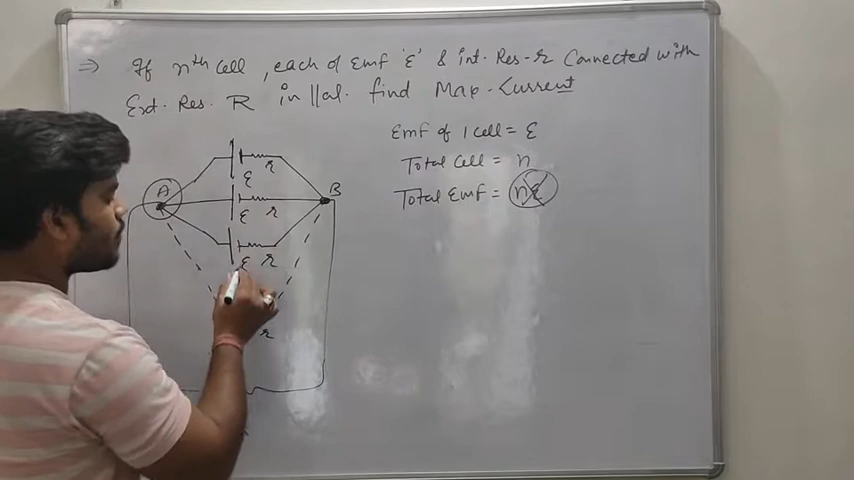 ⇒ If nth cell, each of Emf 'ε' & int. Res-r Connected with
Ext. Res. R in ||al. find Map. Current
Emf of 1 cell = ε
Total cell = n
Total Emf = nε
A
B
r
ε
r
ε
r
ε
r